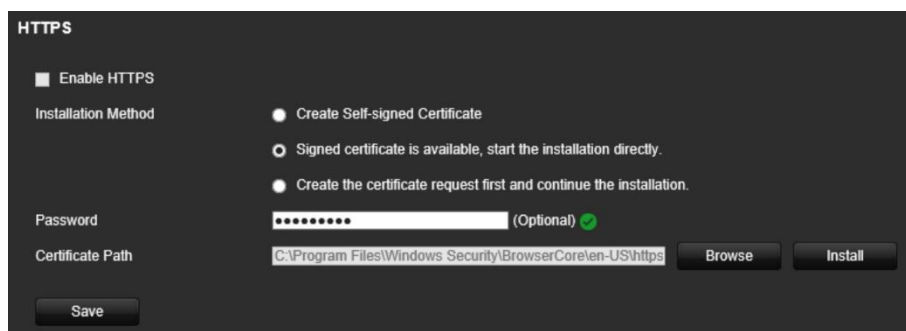 HTTPS
Enable HTTPS
Installation Method
Create Self-signed Certificate
Signed certificate is available, start the installation directly.
Create the certificate request first and continue the installation.
Password ●●●●●●●●● (Optional)
Certificate Path C:\Program Files\Windows Security\BrowserCore\en-US\https Browse Install
Save